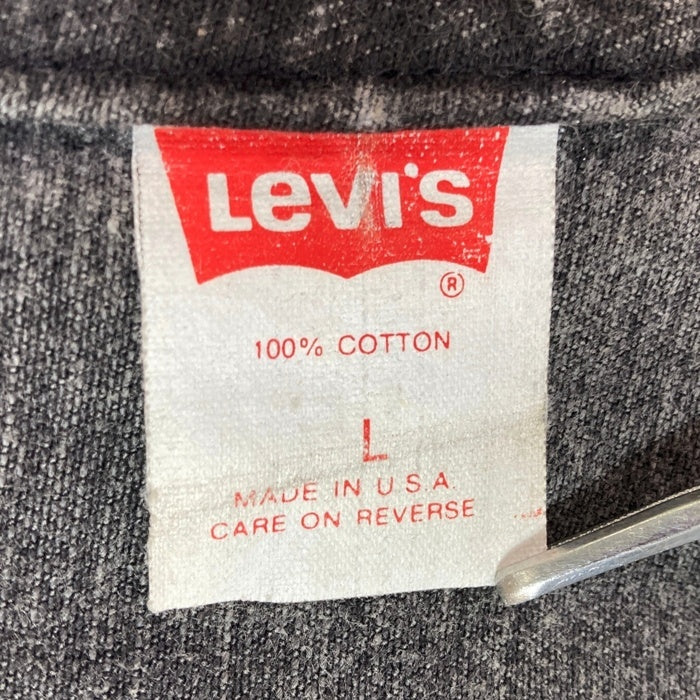 LEVI'S
®
100% COTTON
L
MADE IN U.S.A.
CARE ON REVERSE